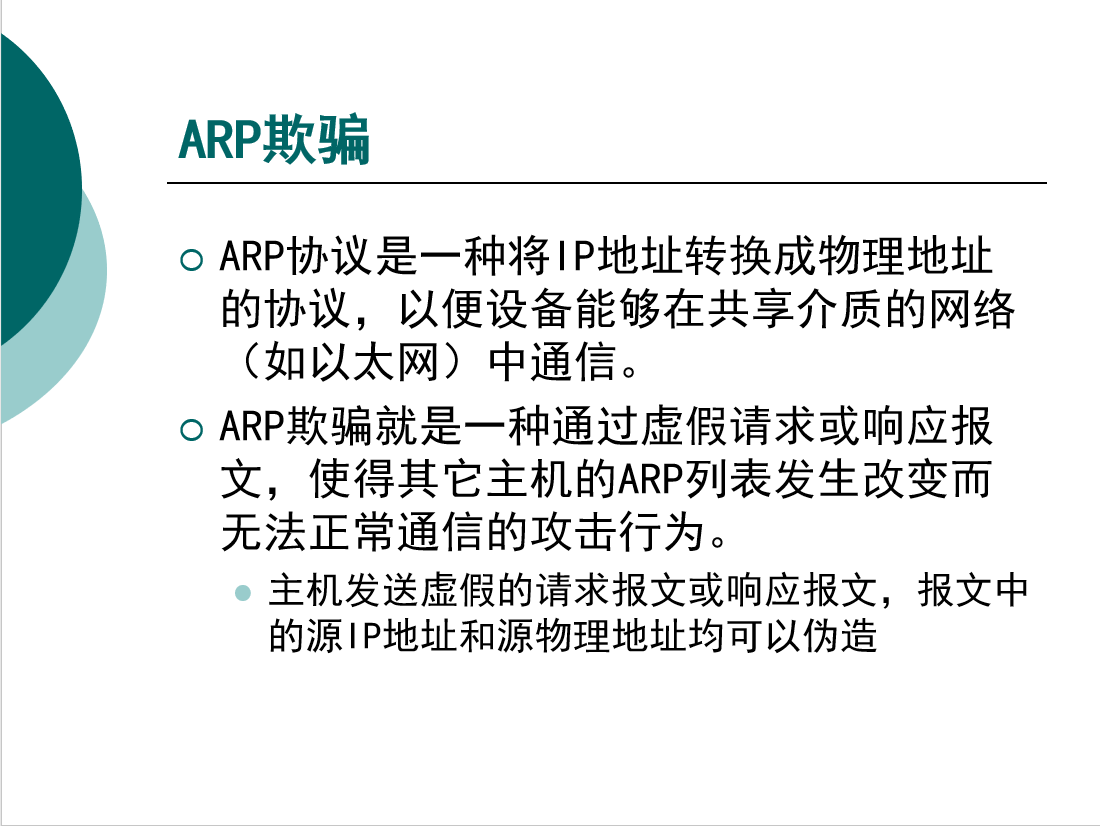 ARP欺骗
ARP协议是一种将IP地址转换成物理地址
的协议，以便设备能够在共享介质的网络
（如以太网）中通信。
ARP欺骗就是一种通过虚假请求或响应报
文，使得其它主机的ARP列表发生改变而
无法正常通信的攻击行为。
主机发送虚假的请求报文或响应报文，报文中
的源IP地址和源物理地址均可以伪造